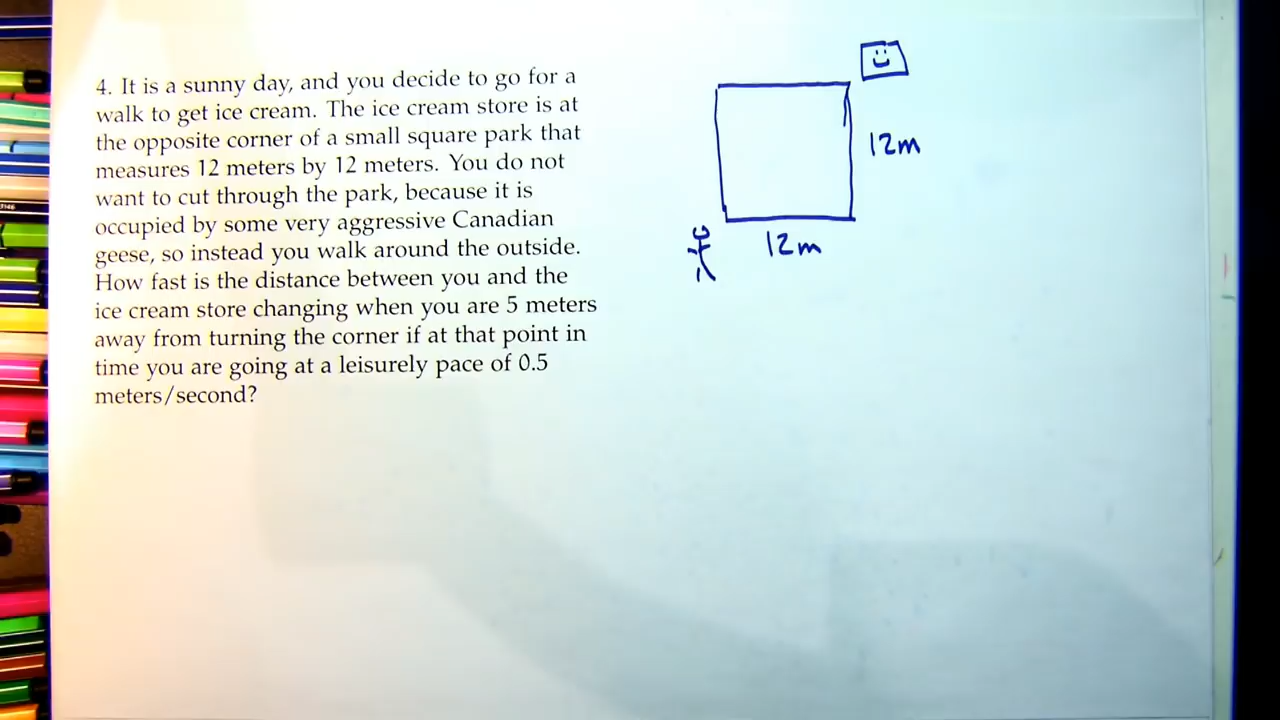 4. It is a sunny day, and you decide to go for a
walk to get ice cream. The ice cream store is at
the opposite corner of a small square park that
measures 12 meters by 12 meters. You do not
want to cut through the park, because it is
occupied by some very aggressive Canadian
geese, so instead you walk around the outside.
How fast is the distance between you and the
ice cream store changing when you are 5 meters
away from turning the corner if at that point in
time you are going at a leisurely pace of 0.5
meters/second?
12m
12m